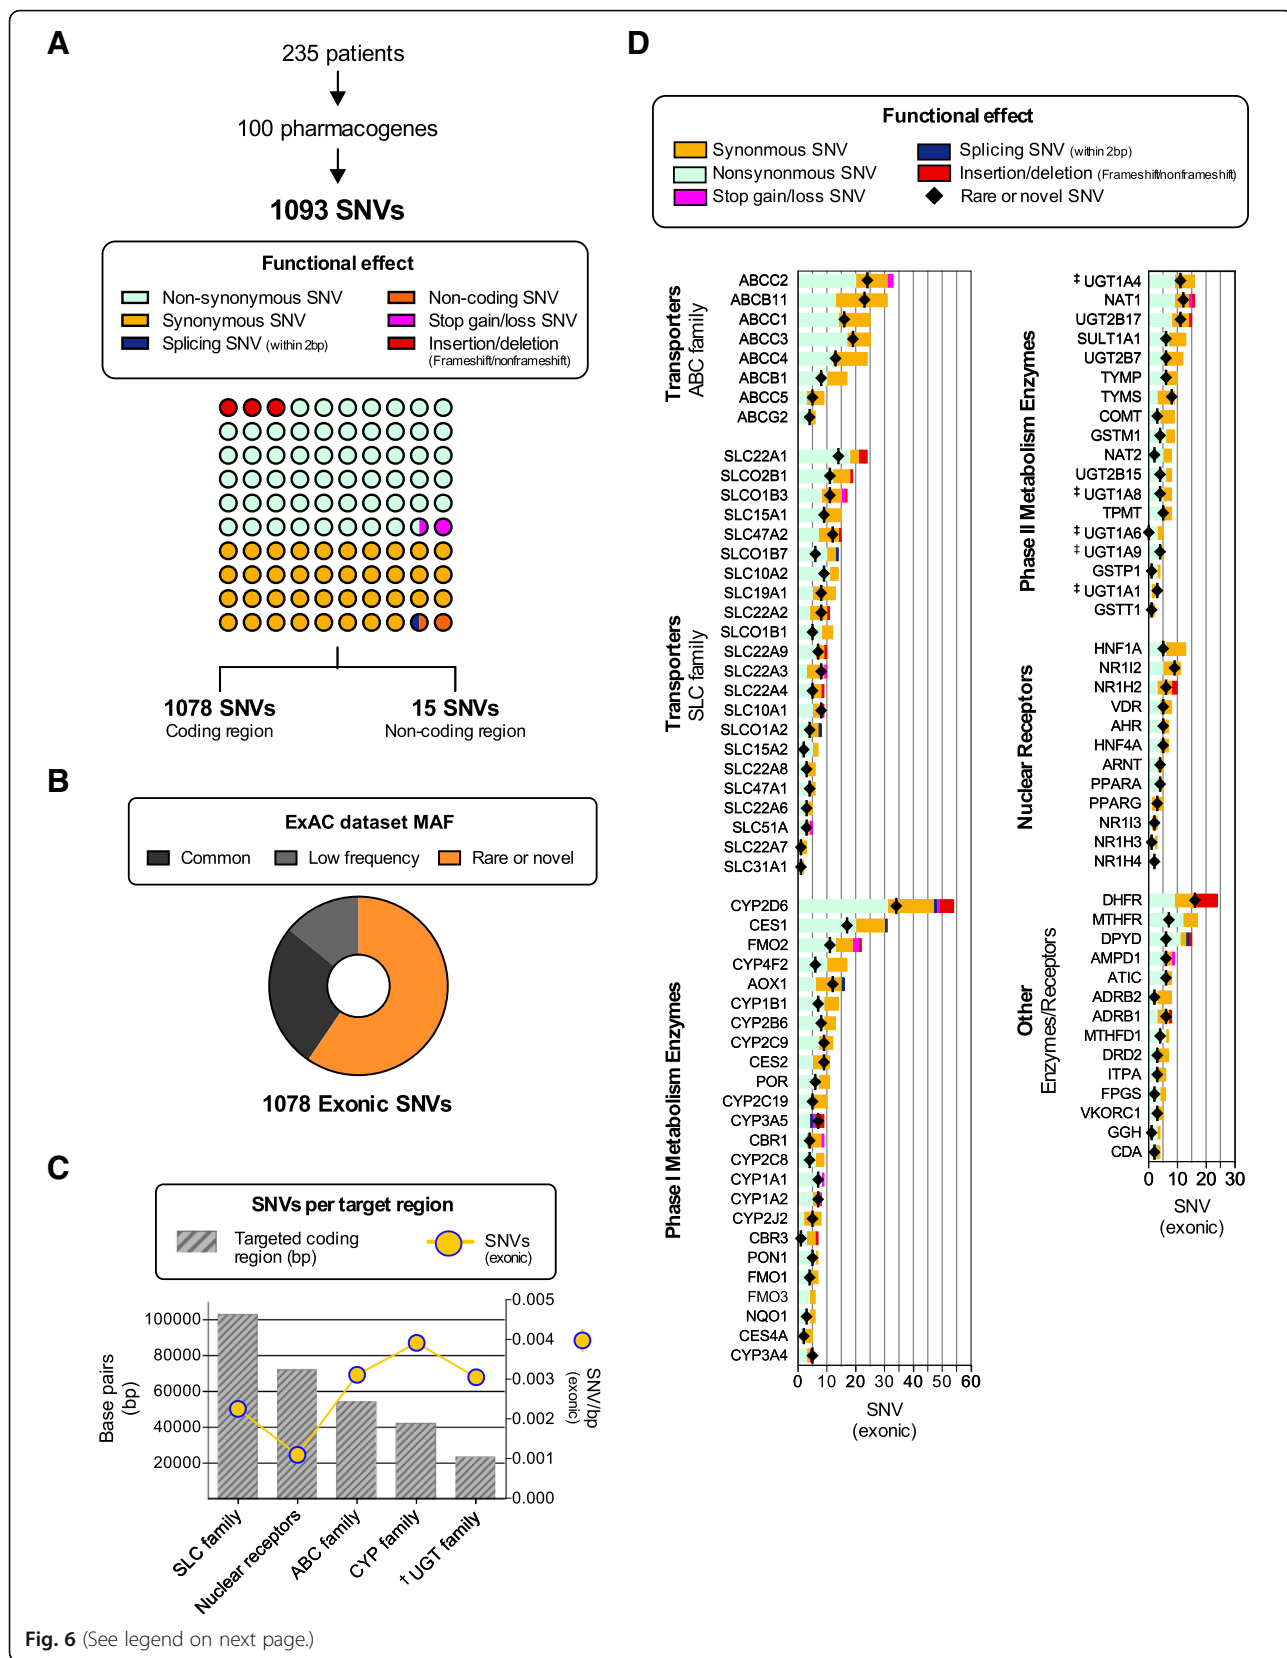 A
235 patients
100 pharmacogenes
1093 SNVs
Functional effect
Non-synonymous SNV
Synonymous SNV
Splicing SNV (within 2bp)
Non-coding SNV
Stop gain/loss SNV
Insertion/deletion
(Frameshift/nonframeshift)
1078 SNVs
Coding region
15 SNVs
Non-coding region
B
ExAC dataset MAF
Common
Low frequency
Rare or novel
1078 Exonic SNVs
C
SNVs per target region
Targeted coding
region (bp)
SNVs
(exonic)
Base pairs
(bp)
100000
80000
60000
40000
20000
0.005
0.004
0.003
0.002
0.001
0.000
SNV/bp
(exonic)
SLC family
Nuclear receptors
ABC family
CYP family
† UGT family
D
Functional effect
Synonmous SNV
Nonsynonmous SNV
Stop gain/loss SNV
Splicing SNV (within 2bp)
Insertion/deletion (Frameshift/nonframeshift)
Rare or novel SNV
Transporters
ABC family
ABCC2
ABCB11
ABCC1
ABCC3
ABCC4
ABCB1
ABCC5
ABCG2
Transporters
SLC family
SLC22A1
SLCO2B1
SLCO1B3
SLC15A1
SLC47A2
SLCO1B7
SLC10A2
SLC19A1
SLC22A2
SLCO1B1
SLC22A9
SLC22A3
SLC22A4
SLC10A1
SLCO1A2
SLC15A2
SLC22A8
SLC47A1
SLC22A6
SLC51A
SLC22A7
SLC31A1
Phase I Metabolism Enzymes
CYP2D6
CES1
FMO2
CYP4F2
AOX1
CYP1B1
CYP2B6
CYP2C9
CES2
POR
CYP2C19
CYP3A5
CBR1
CYP2C8
CYP1A1
CYP1A2
CYP2J2
CBR3
PON1
FMO1
FMO3
NQO1
CES4A
CYP3A4
0 10 20 30 40 50 60
SNV
(exonic)
Phase II Metabolism Enzymes
‡ UGT1A4
NAT1
UGT2B17
SULT1A1
UGT2B7
TYMP
TYMS
COMT
GSTM1
NAT2
UGT2B15
‡ UGT1A8
TPMT
‡ UGT1A6
‡ UGT1A9
GSTP1
‡ UGT1A1
GSTT1
Nuclear Receptors
HNF1A
NR1I2
NR1H2
VDR
AHR
HNF4A
ARNT
PPARA
PPARG
NR1I3
NR1H3
NR1H4
Other
Enzymes/Receptors
DHFR
MTHFR
DPYD
AMPD1
ATIC
ADRB2
ADRB1
MTHFD1
DRD2
ITPA
FPGS
VKORC1
GGH
CDA
0 10 20 30
SNV
(exonic)
Fig. 6 (See legend on next page.)